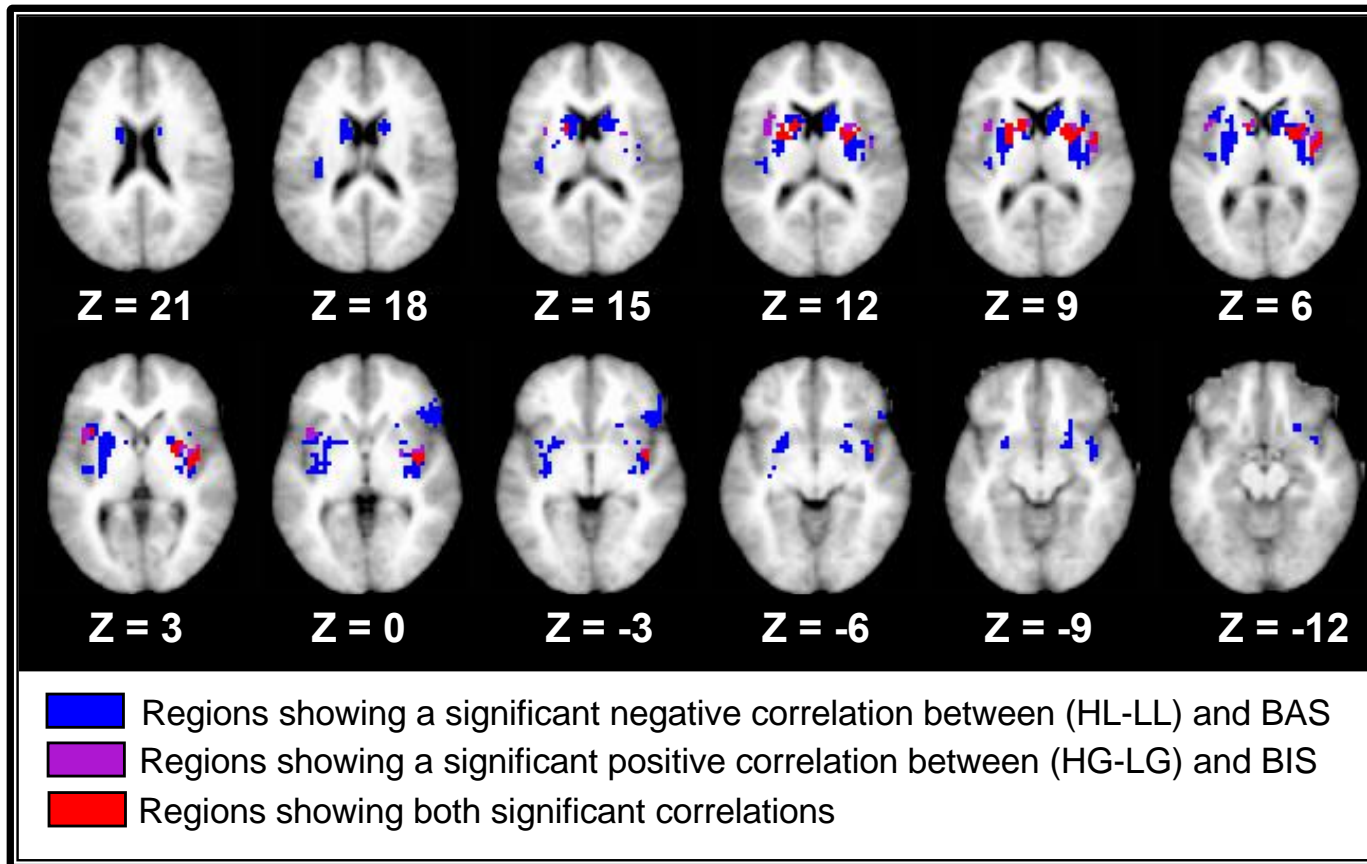 Z = 21 Z = 18 Z = 15 Z = 12 Z = 9 Z = 6
Z = 3 Z = 0 Z = -3 Z = -6 Z = -9 Z = -12
Regions showing a significant negative correlation between (HL-LL) and BAS
Regions showing a significant positive correlation between (HG-LG) and BIS
Regions showing both significant correlations